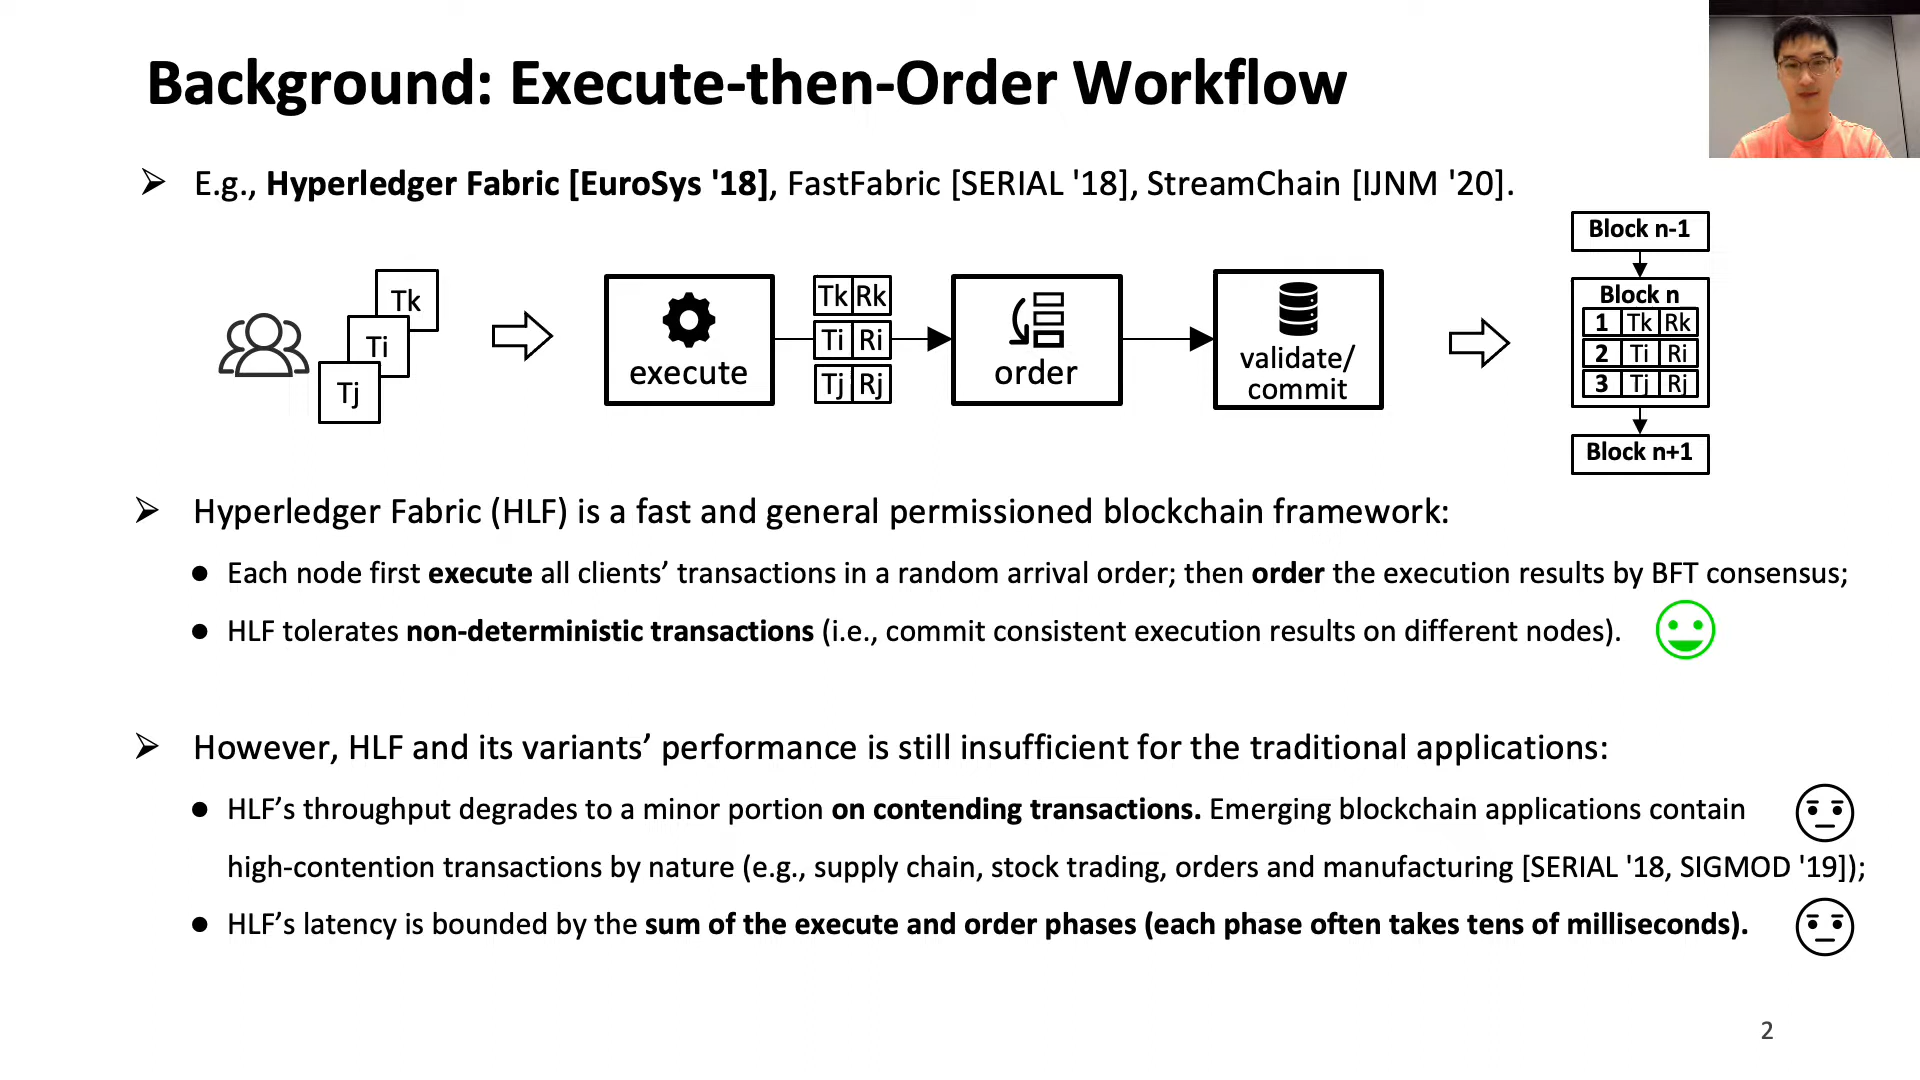 Background: Execute-then-Order Workflow
➢ E.g., Hyperledger Fabric [EuroSys '18], FastFabric [SERIAL '18], StreamChain [IJNM '20].
Tk
Ti
Tj
execute
Tk Rk
Ti Ri
Tj Rj
order
validate/
commit
Block n-1
Block n
1 Tk Rk
2 Ti Ri
3 Tj Rj
Block n+1
➢ Hyperledger Fabric (HLF) is a fast and general permissioned blockchain framework:
● Each node first execute all clients’ transactions in a random arrival order; then order the execution results by BFT consensus;
● HLF tolerates non-deterministic transactions (i.e., commit consistent execution results on different nodes).
➢ However, HLF and its variants’ performance is still insufficient for the traditional applications:
● HLF’s throughput degrades to a minor portion on contending transactions. Emerging blockchain applications contain
high-contention transactions by nature (e.g., supply chain, stock trading, orders and manufacturing [SERIAL '18, SIGMOD '19]);
● HLF’s latency is bounded by the sum of the execute and order phases (each phase often takes tens of milliseconds).
2